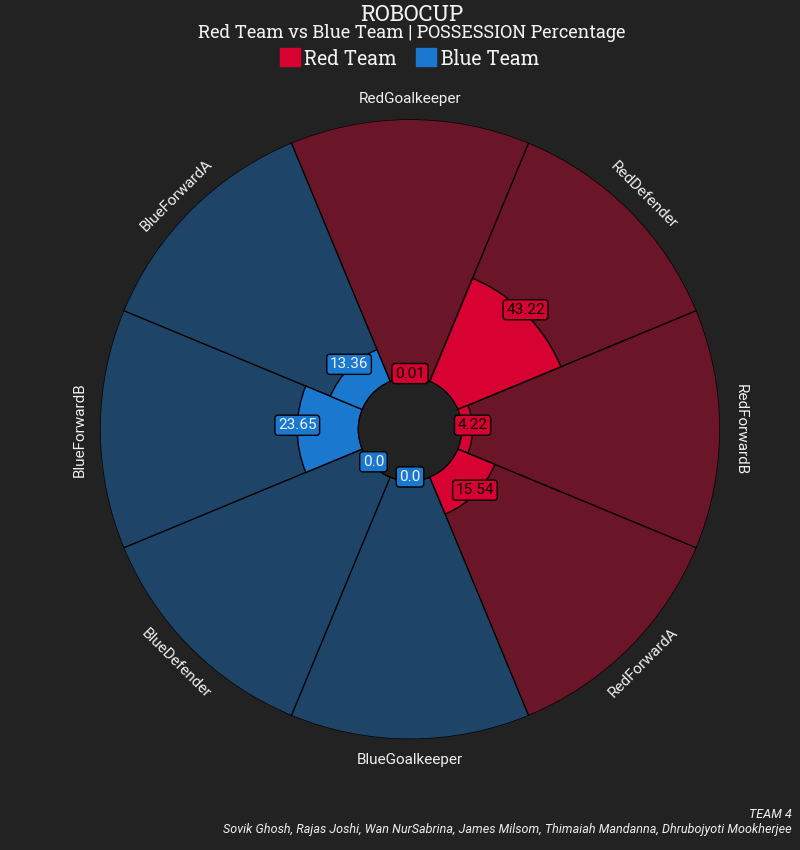 ROBOCUP
Red Team vs Blue Team | POSSESSION Percentage
Red Team
Blue Team
RedGoalkeeper
BlueForwardA
RedDefender
43.22
13.36
0.01
BlueForwardB
23.65
4.22
RedForwardB
0.0
0.0
15.54
BlueDefender
RedForwardA
BlueGoalkeeper
TEAM 4
Sovik Ghosh, Rajas Joshi, Wan NurSabrina, James Milsom, Thimaiah Mandanna, Dhrubojyoti Mookherjee